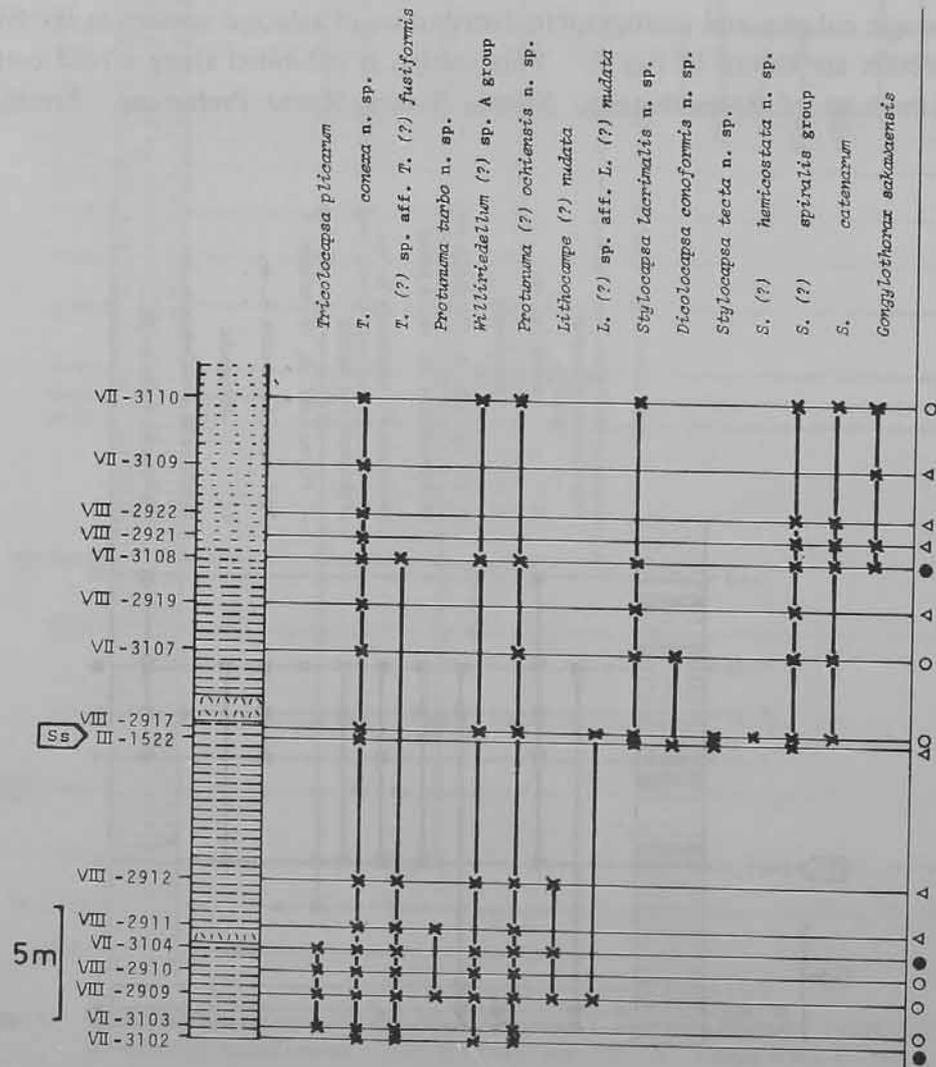 Tricolocapsa plicarum
T. conexa n. sp.
T. (?) sp. aff. T. (?) fusiformis
Protunuma turbo n. sp.
Williriedellum (?) sp. A group
Protunuma (?) ochiensis n. sp.
Lithocampe (?) nudata
L. (?) sp. aff. L. (?) nudata
Stylocapsa lacrimalis n. sp.
Dicolocapsa conoformis n. sp.
Stylocapsa tecta n. sp.
S. (?) hemicostata n. sp.
S. (?) spiralis group
S. catenarum
Gongylothorax sakawaensis
VII-3110
VII-3109
VIII-2922
VIII-2921
VII-3108
VIII-2919
VII-3107
VIII-2917
Ss III-1522
VIII-2912
VIII-2911
VII-3104
5m
VIII-2910
VIII-2909
VII-3103
VII-3102